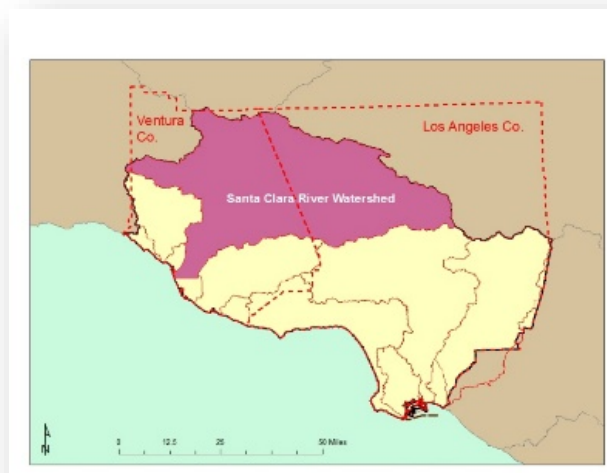 Ventura
Co.
Los Angeles Co.
Santa Clara River Watershed
N
0 12.5 25 50 Miles